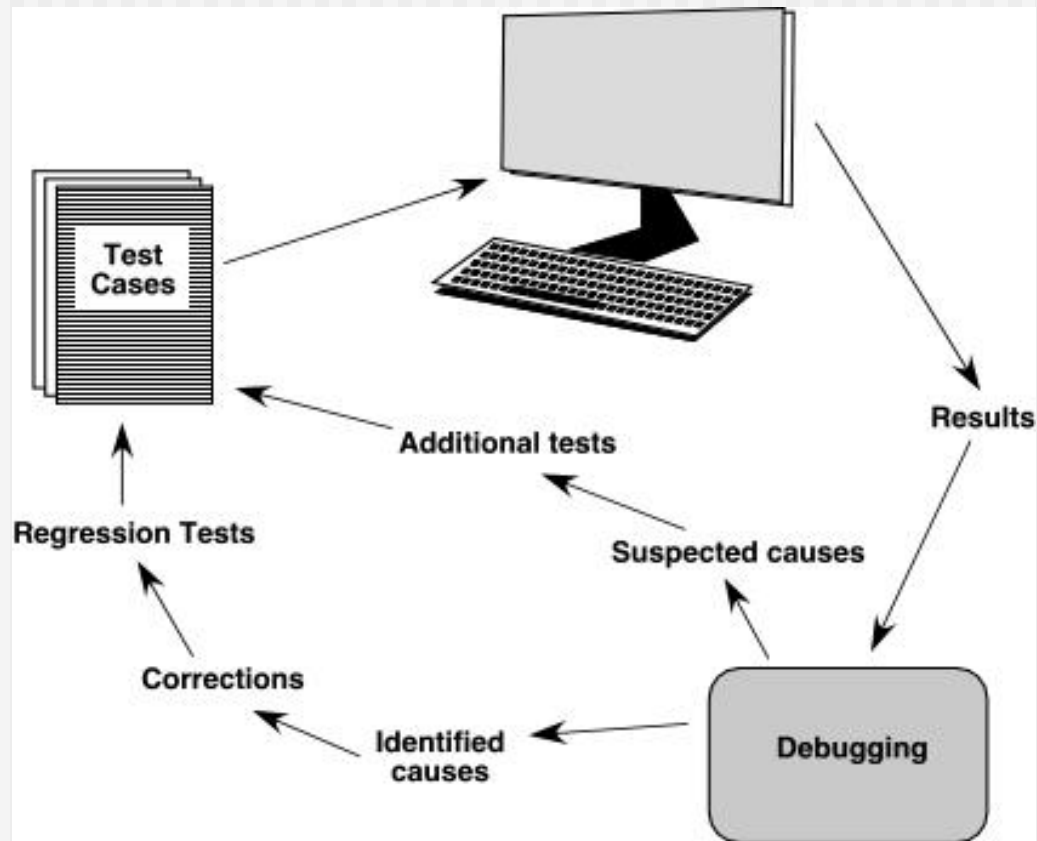 Test
Cases
Results
Additional tests
Regression Tests
Suspected causes
Corrections
Identified
causes
Debugging